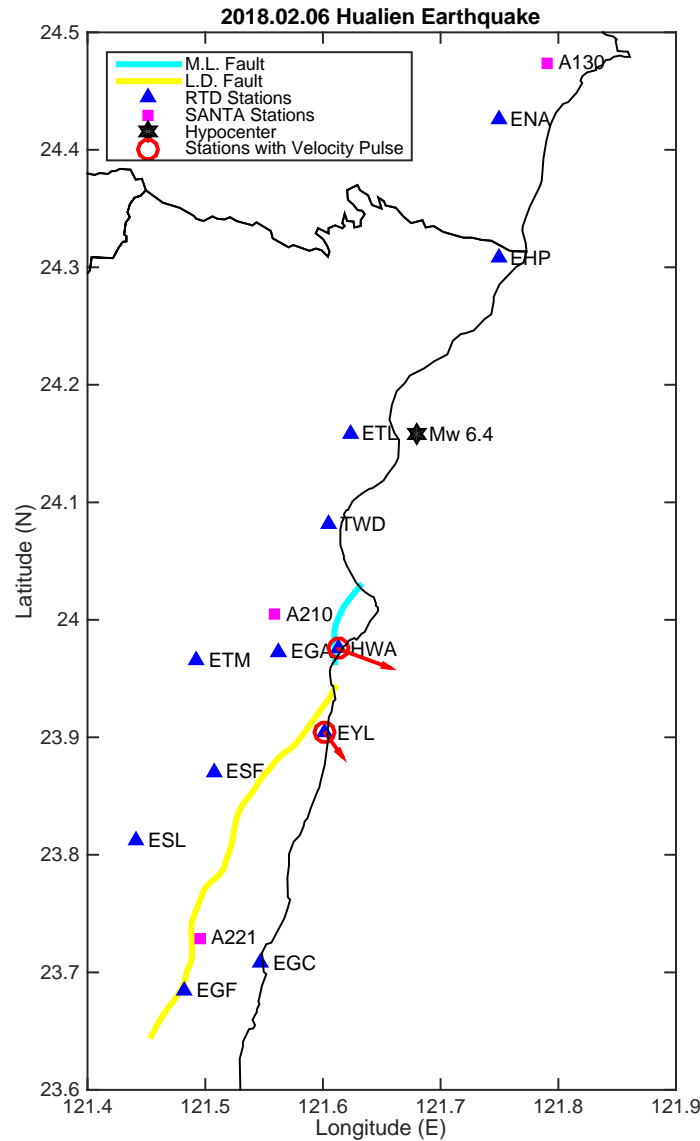 2018.02.06 Hualien Earthquake
24.5
M.L. Fault
L.D. Fault
RTD Stations
SANTA Stations
Hypocenter
Stations with Velocity Pulse
A130
ENA
24.4
24.3
EHP
24.2
ETL
Mw 6.4
24.1
TWD
Latitude (N)
24
A210
ETM
EGA
HWA
23.9
EYL
ESF
23.8
ESL
A221
23.7
EGC
EGF
23.6
121.4
121.5
121.6
121.7
121.8
121.9
Longitude (E)